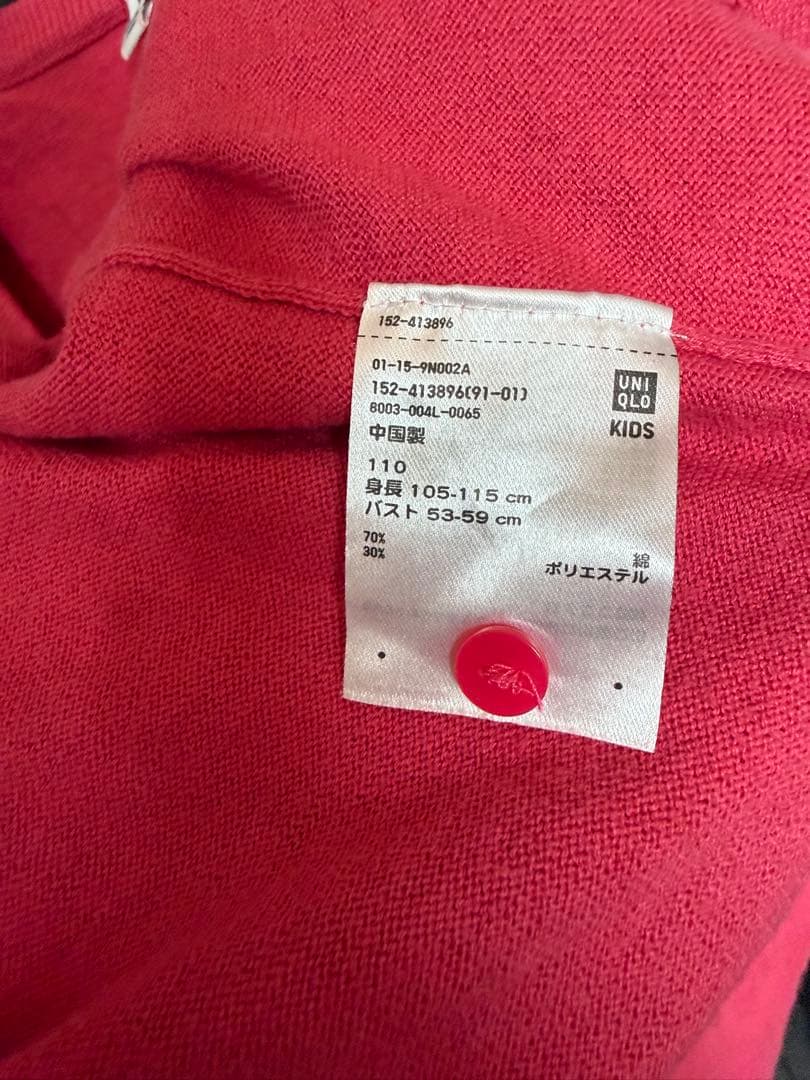 152-413896
01-15-9N002A
152-413896(91-01)
8003-004L-0065
UNI
QLO
KIDS
中国製
110
身長 105-115 cm
バスト 53-59 cm
70% 綿
30% ポリエステル